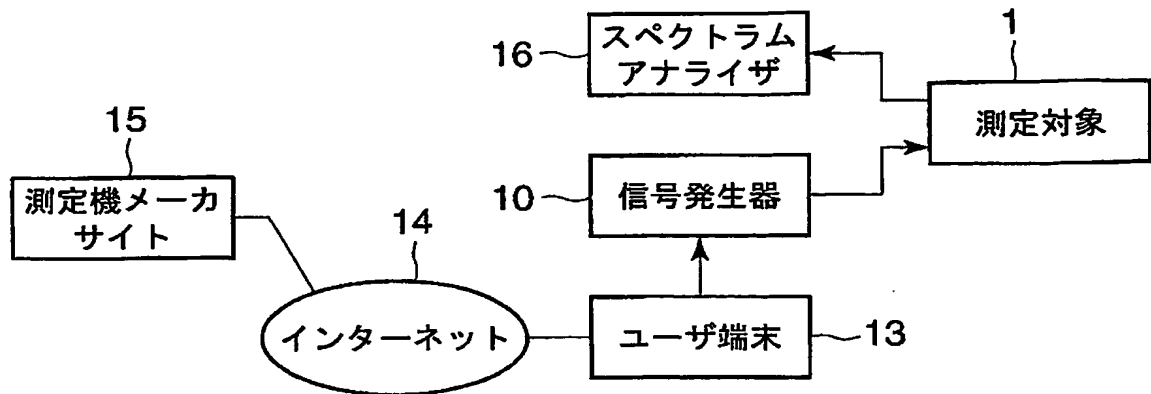 1
16
スペクトラム
アナライザ
測定対象
15
測定機メーカ
サイト
10
信号発生器
14
インターネット
ユーザ端末
13